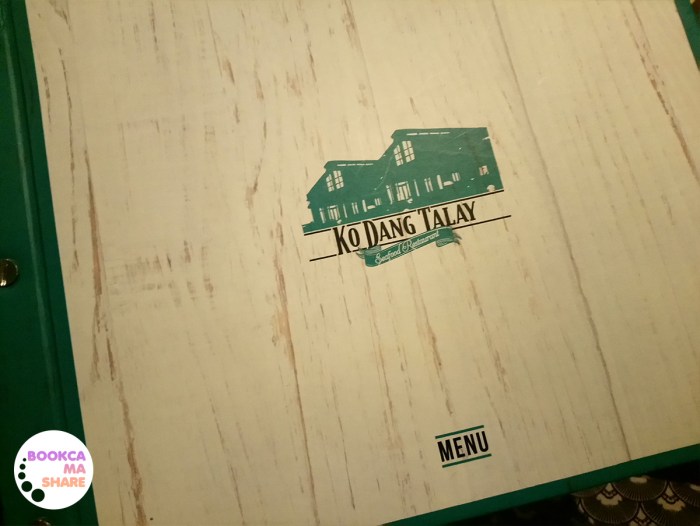 KO DANG TALAY
Seafood & Restaurant
MENU
BOOKCA
MA
SHARE